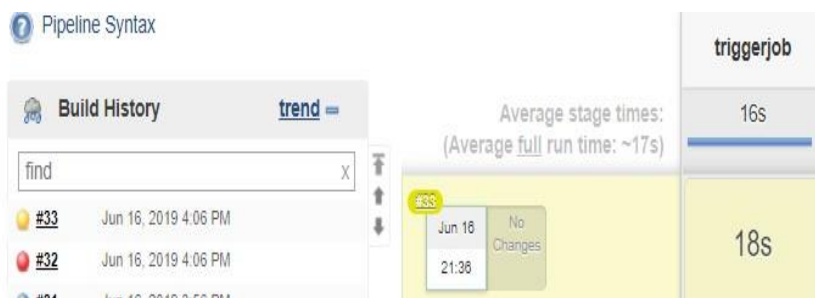 Pipeline Syntax
Build History trend
find x
#33 Jun 16, 2019 4:06 PM
#32 Jun 16, 2019 4:06 PM
triggerjob
Average stage times: 16s
(Average full run time: ~17s)
#33
Jun 16 No
Changes
21:36
18s